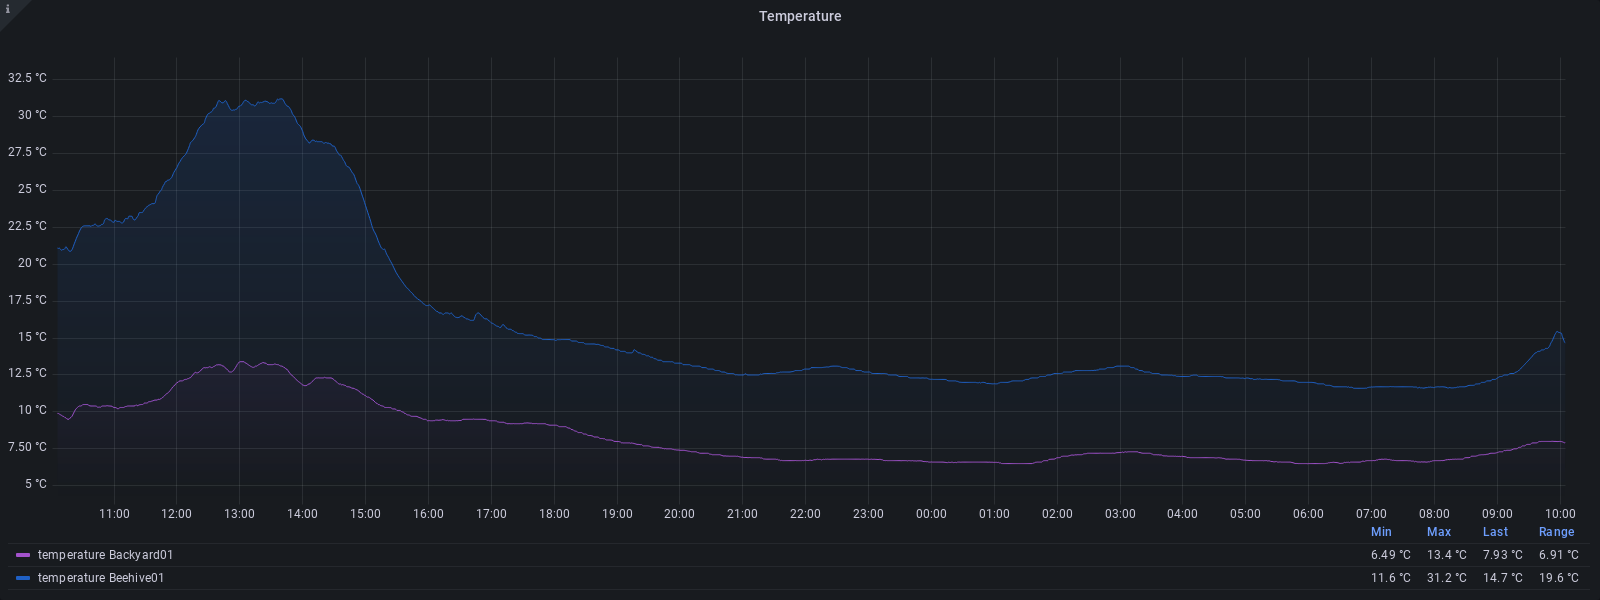 i
Temperature
32.5 °C
30 °C
27.5 °C
25 °C
22.5 °C
20 °C
17.5 °C
15 °C
12.5 °C
10 °C
7.50 °C
5 °C
11:00 12:00 13:00 14:00 15:00 16:00 17:00 18:00 19:00 20:00 21:00 22:00 23:00 00:00 01:00 02:00 03:00 04:00 05:00 06:00 07:00 08:00 09:00 10:00
Min Max Last Range
temperature Backyard01 6.49 °C 13.4 °C 7.93 °C 6.91 °C
temperature Beehive01 11.6 °C 31.2 °C 14.7 °C 19.6 °C